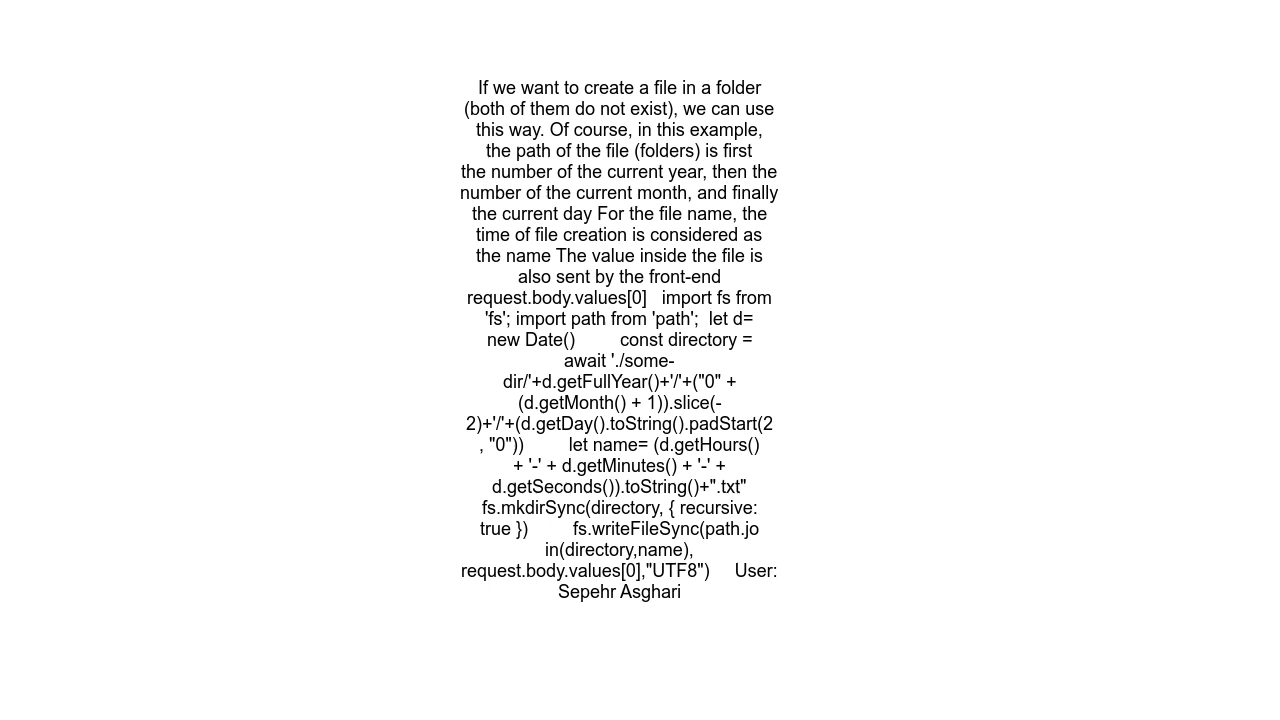 If we want to create a file in a folder
(both of them do not exist), we can use
this way. Of course, in this example,
the path of the file (folders) is first
the number of the current year, then the
number of the current month, and finally
the current day For the file name, the
time of file creation is considered as
the name The value inside the file is
also sent by the front-end
request.body.values[0]   import fs from
'fs'; import path from 'path';  let d=
new Date()         const directory =
await './some-
dir/'+d.getFullYear()+'/'+("0" +
(d.getMonth() + 1)).slice(-
2)+'/'+(d.getDay().toString().padStart(2
, "0"))         let name= (d.getHours()
+ '-' + d.getMinutes() + '-' +
d.getSeconds()).toString()+".txt"
fs.mkdirSync(directory, { recursive:
true })         fs.writeFileSync(path.jo
in(directory,name),
request.body.values[0],"UTF8")     User:
Sepehr Asghari